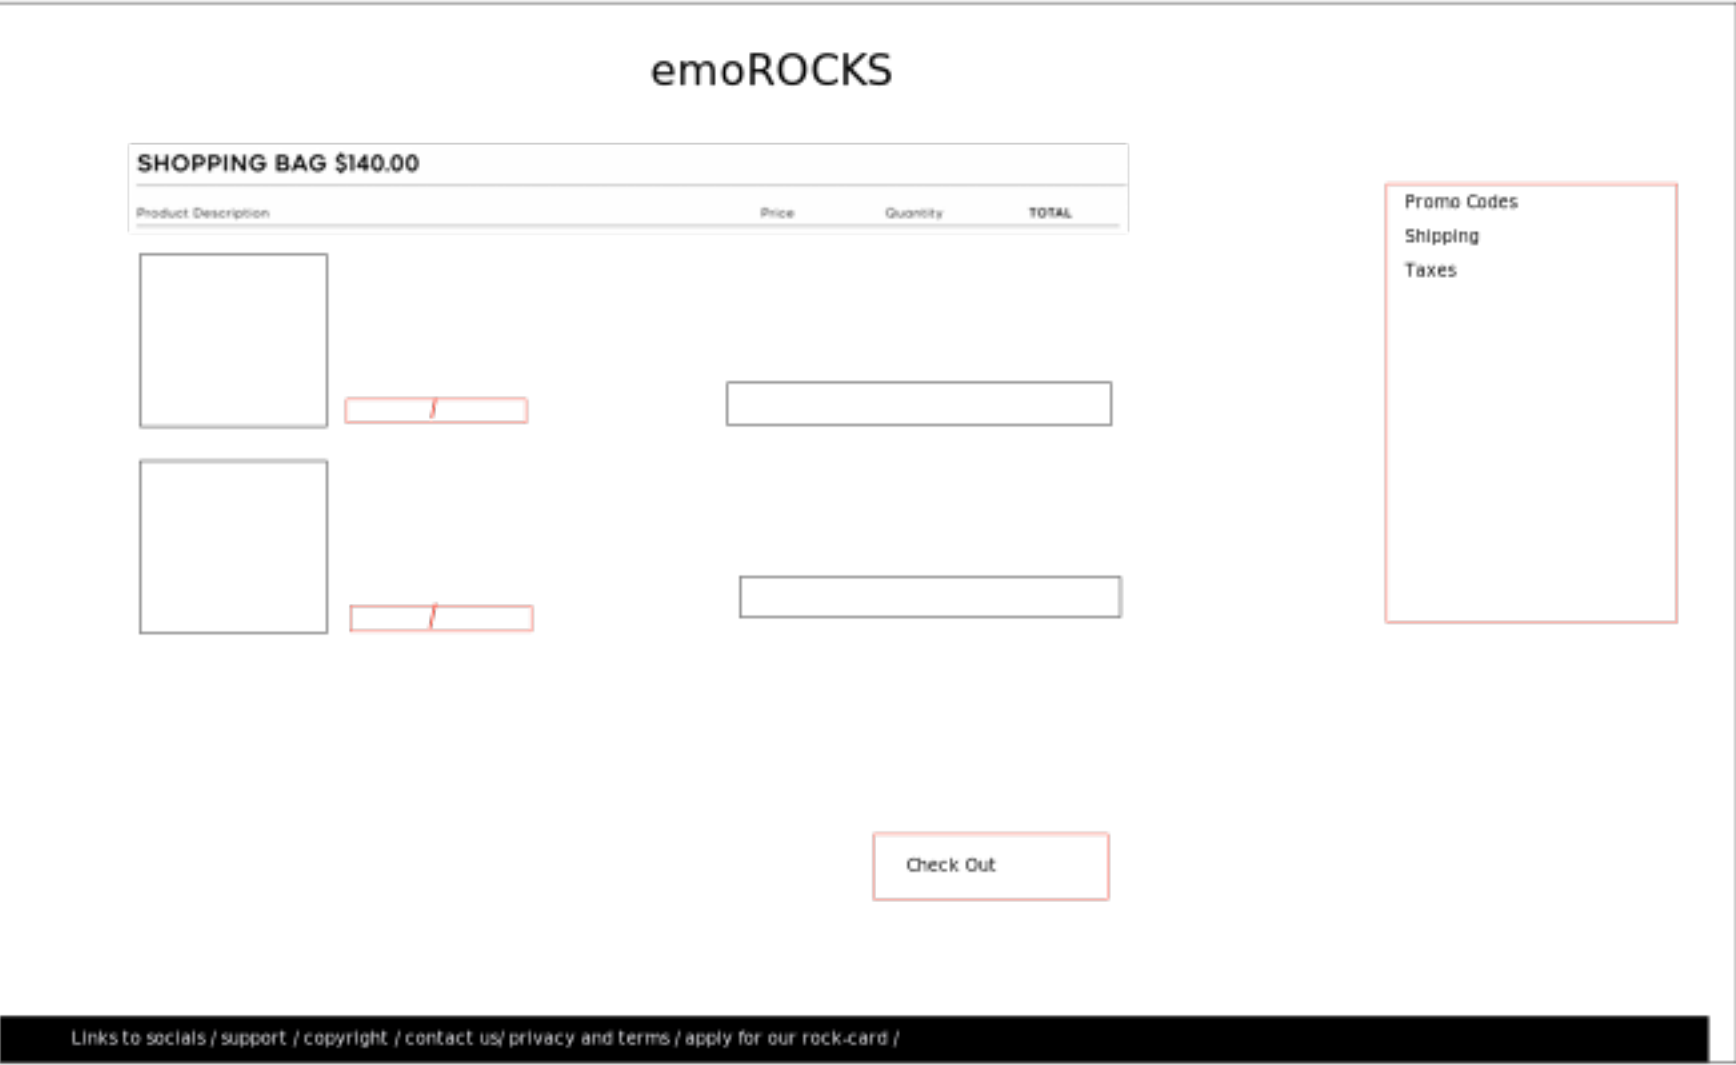 emoROCKS
SHOPPING BAG $140.00
Product Description Price Quantity TOTAL
/
/
Promo Codes
Shipping
Taxes
Check Out
Links to socials / support / copyright / contact us/ privacy and terms / apply for our rock-card /